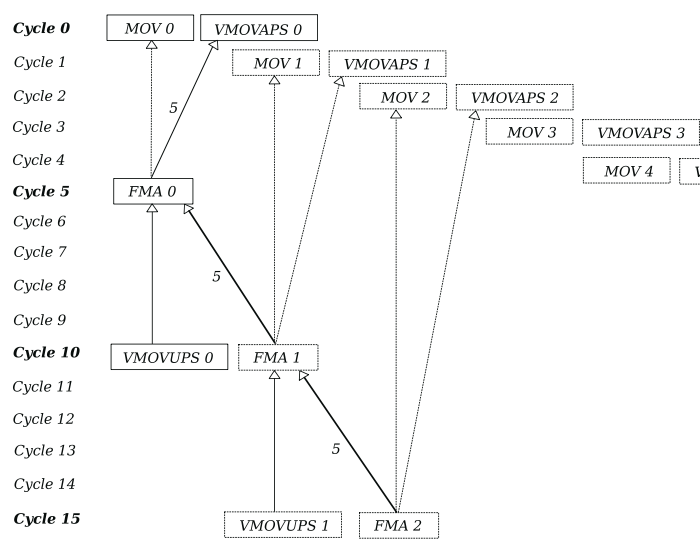 Cycle 0 MOV 0 VMOVAPS 0
Cycle 1 MOV 1 VMOVAPS 1
Cycle 2 MOV 2 VMOVAPS 2
5
Cycle 3 MOV 3 VMOVAPS 3
Cycle 4 MOV 4
Cycle 5 FMA 0
Cycle 6
Cycle 7
5
Cycle 8
Cycle 9
Cycle 10 VMOVUPS 0 FMA 1
Cycle 11
Cycle 12
Cycle 13 5
Cycle 14
Cycle 15 VMOVUPS 1 FMA 2